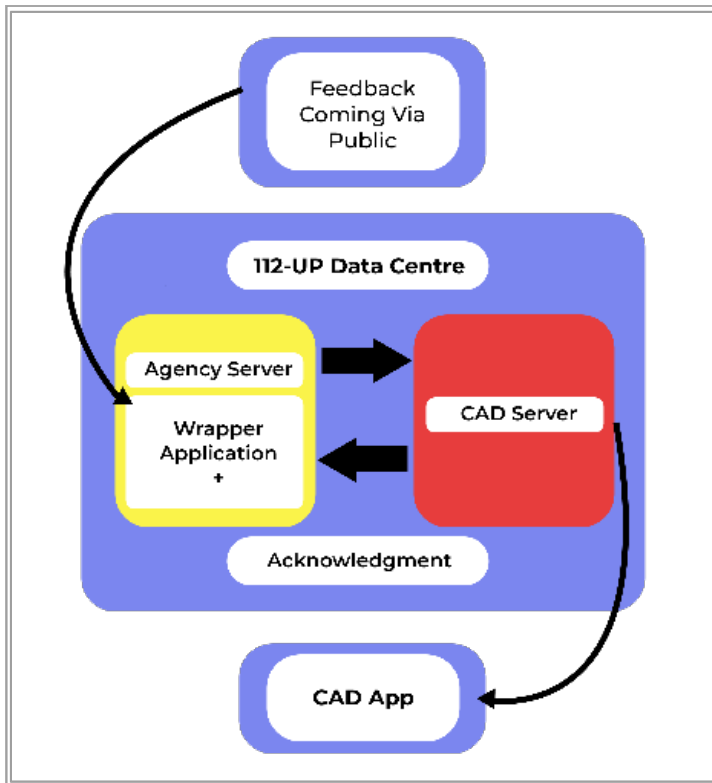 Feedback
Coming Via
Public
112-UP Data Centre
Agency Server
Wrapper
Application
+
CAD Server
Acknowledgment
CAD App